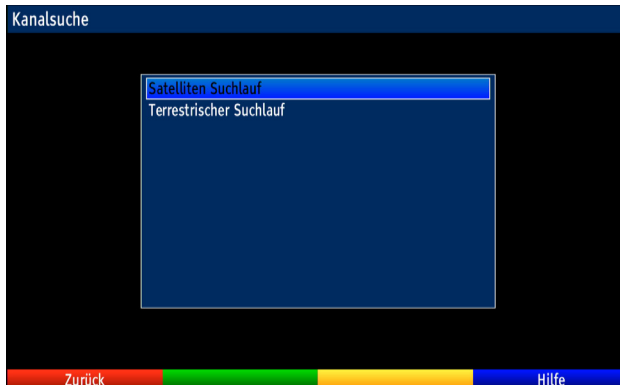 Kanalsuche
Satelliten Suchlauf
Terrestrischer Suchlauf
Zurück Hilfe